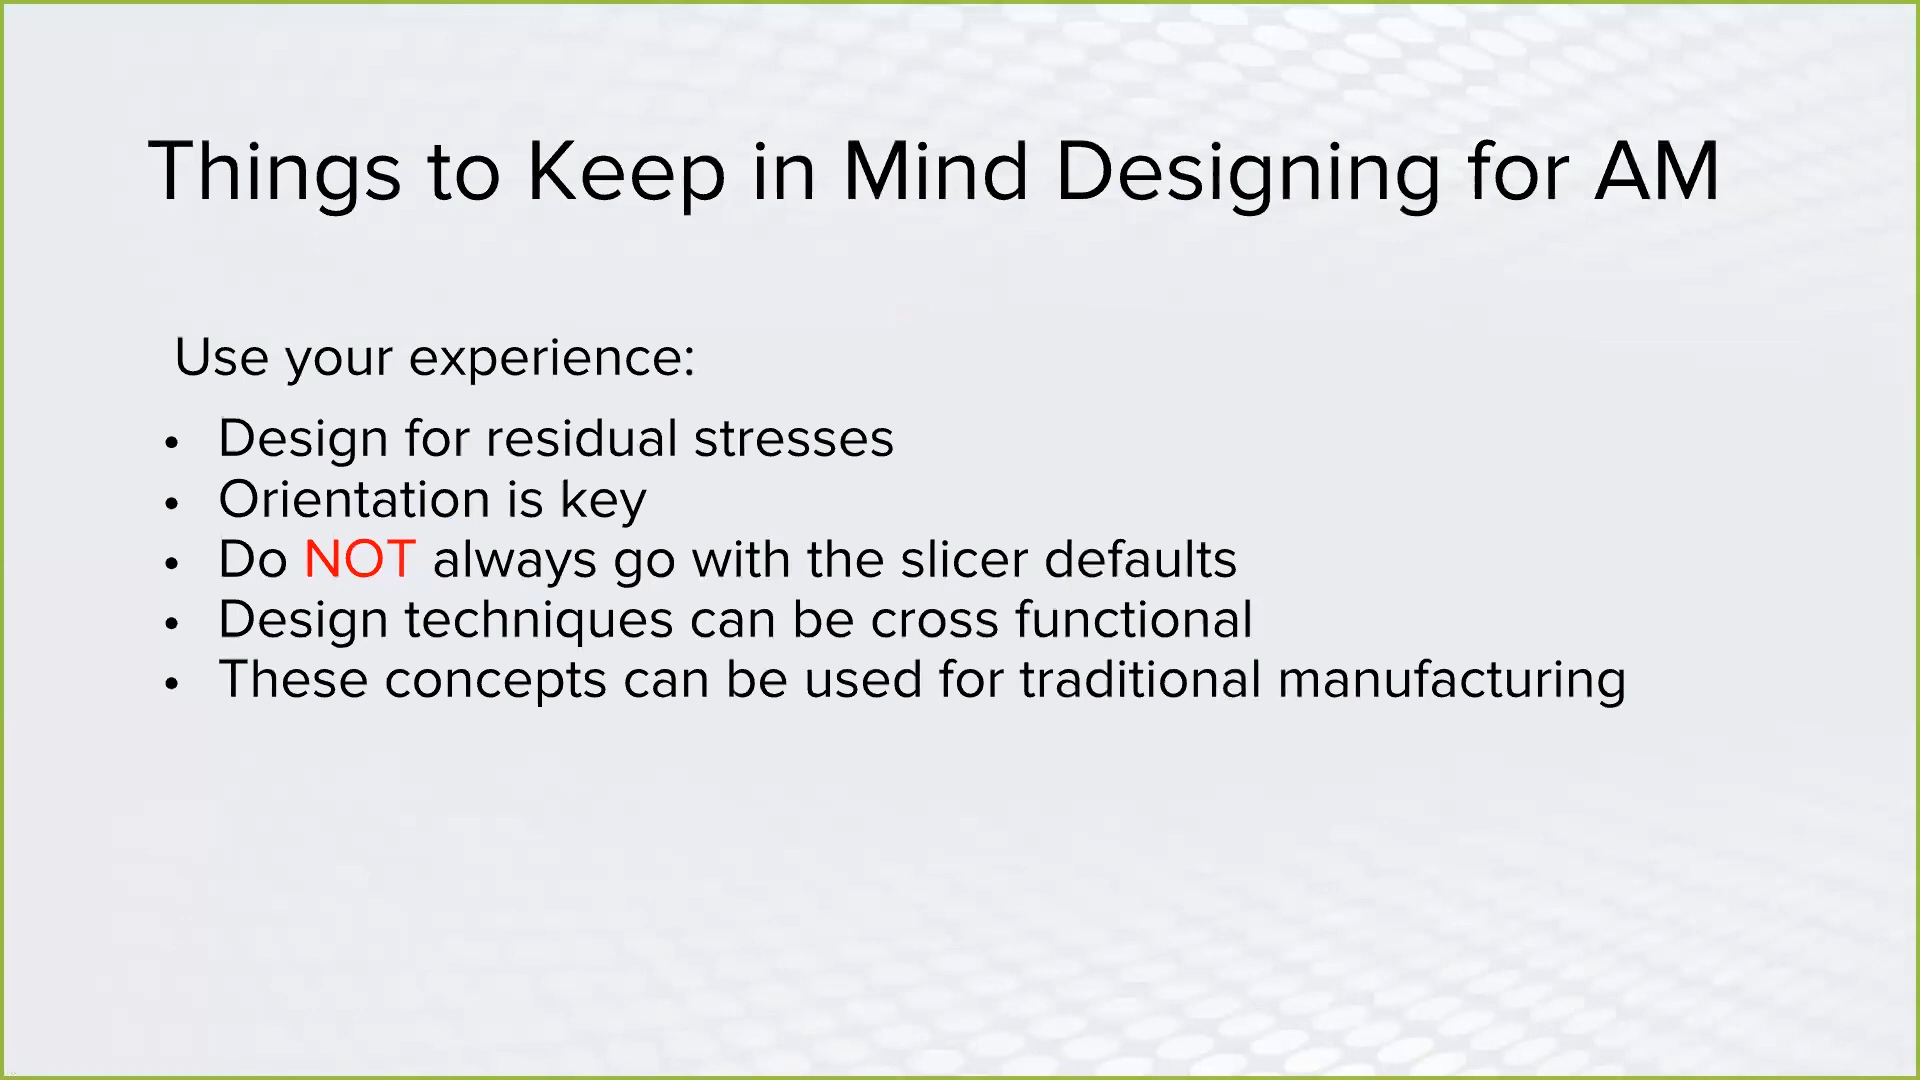 Things to Keep in Mind Designing for AM
Use your experience:
• Design for residual stresses
• Orientation is key
• Do NOT always go with the slicer defaults
• Design techniques can be cross functional
• These concepts can be used for traditional manufacturing